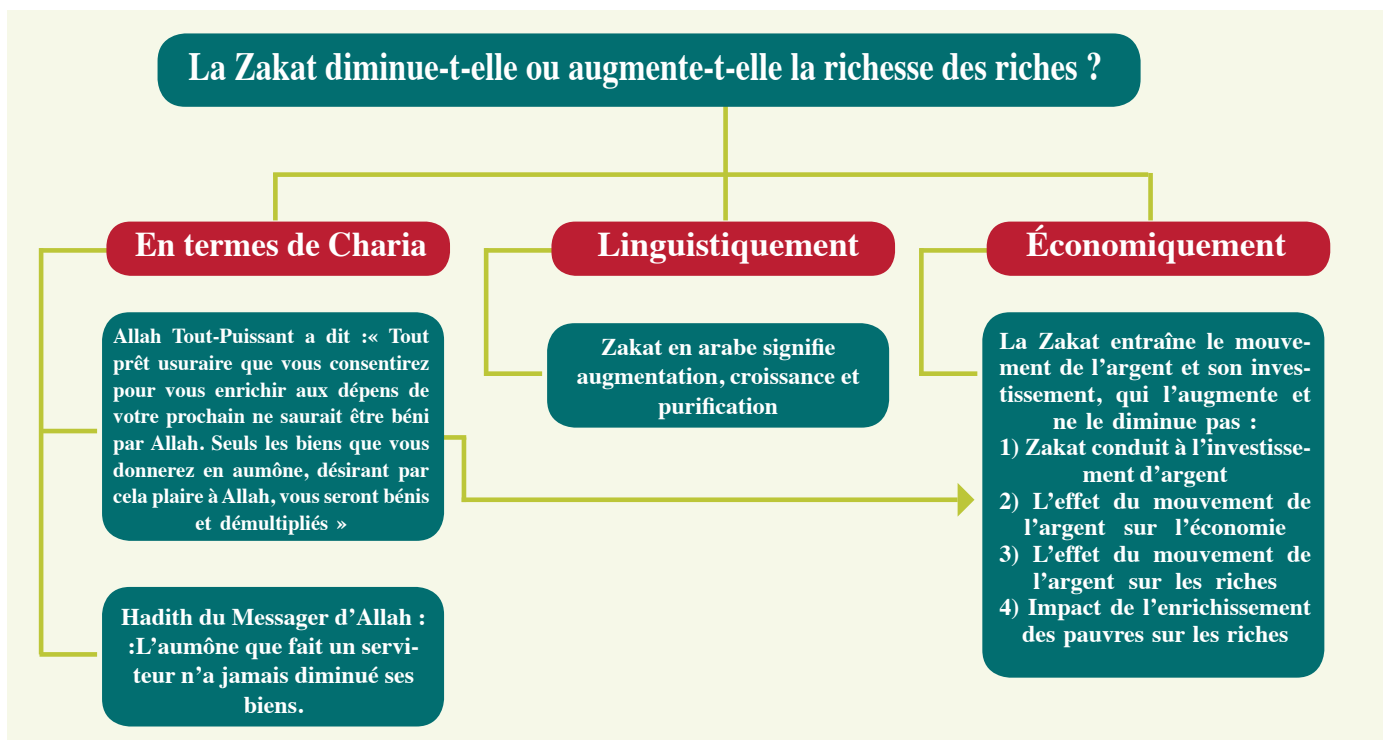 La Zakat diminue-t-elle ou augmente-t-elle la richesse des riches ?
En termes de Charia
Allah Tout-Puissant a dit :« Tout
prêt usuraire que vous consentirez
pour vous enrichir aux dépens de
votre prochain ne saurait être béni
par Allah. Seuls les biens que vous
donnerez en aumône, désirant par
cela plaire à Allah, vous seront bénis
et démultipliés »
Hadith du Messager d’Allah :
:L’aumône que fait un servi-
teur n’a jamais diminué ses
biens.
Linguistiquement
Zakat en arabe signifie
augmentation, croissance et
purification
Économiquement
La Zakat entraîne le mouve-
ment de l’argent et son inves-
tissement, qui l’augmente et
ne le diminue pas :
1) Zakat conduit à l’investisse-
ment d’argent
2) L’effet du mouvement de
l’argent sur l’économie
3) L’effet du mouvement de
l’argent sur les riches
4) Impact de l’enrichissement
des pauvres sur les riches